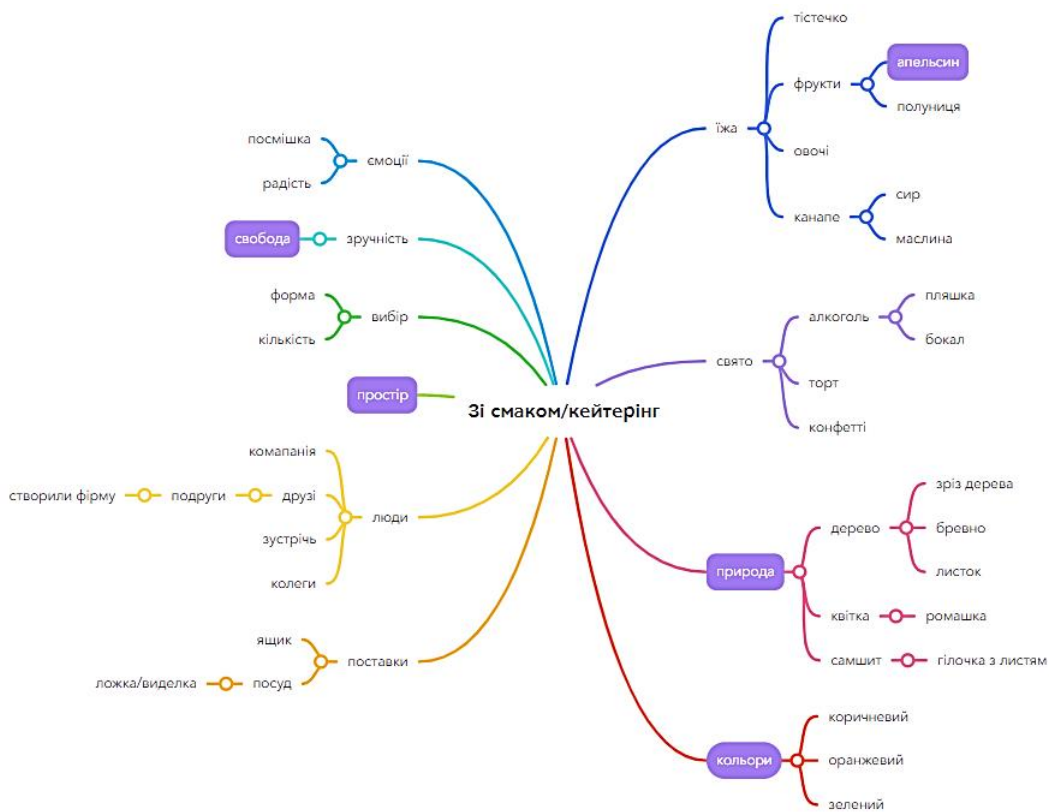 тістечко
апельсин
фрукти
полуниця
їжа
овочі
сир
канапе
маслина
посмішка
ємоції
радість
свобода
зручність
форма
вибір
кількість
простір
Зі смаком/кейтерінг
пляшка
алкоголь
бокал
свято
торт
конфетті
комапанія
створили фірму
подруги
друзі
люди
зустрічь
колеги
ящик
поставки
ложка/виделка
посуд
зріз дерева
дерево
бревно
листок
природа
квітка
ромашка
самшит
гілочка з листям
коричневий
кольори
оранжевий
зелений